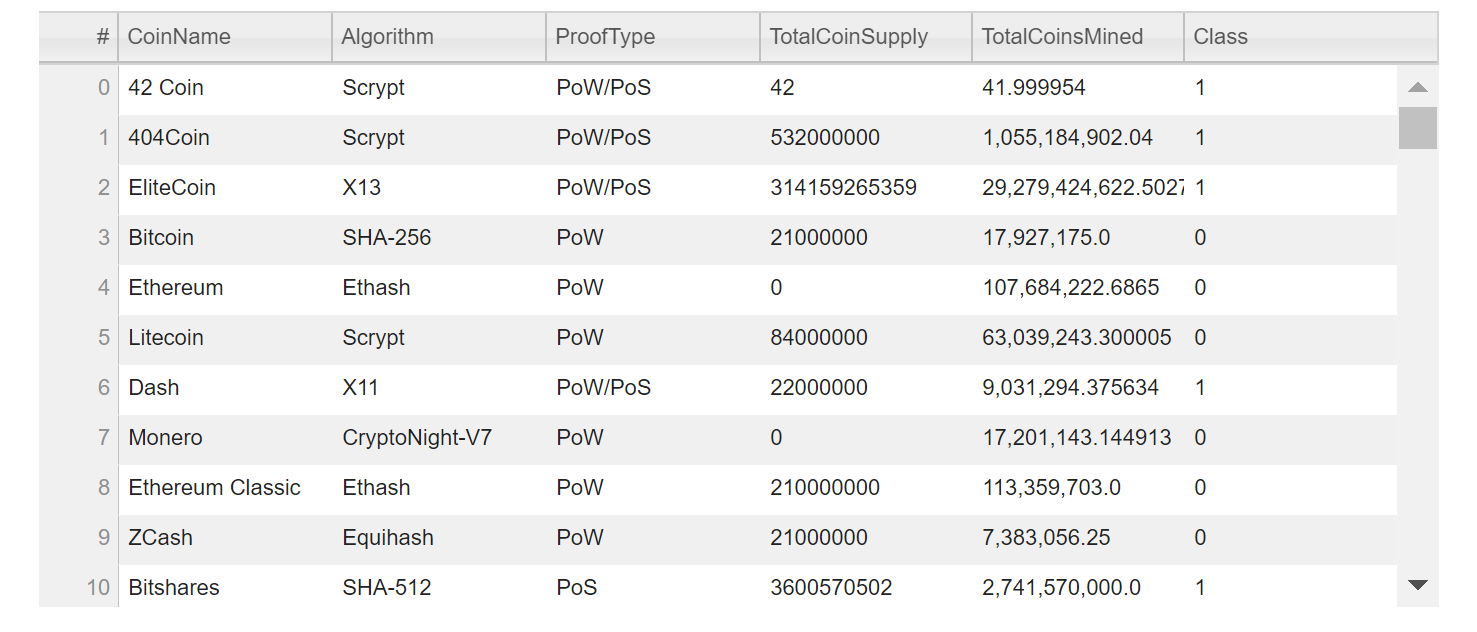 # CoinName Algorithm ProofType TotalCoinSupply TotalCoinsMined Class
0 42 Coin Scrypt PoW/PoS 42 41.999954 1
1 404Coin Scrypt PoW/PoS 532000000 1,055,184,902.04 1
2 EliteCoin X13 PoW/PoS 314159265359 29,279,424,622.5027 1
3 Bitcoin SHA-256 PoW 21000000 17,927,175.0 0
4 Ethereum Ethash PoW 0 107,684,222.6865 0
5 Litecoin Scrypt PoW 84000000 63,039,243.300005 0
6 Dash X11 PoW/PoS 22000000 9,031,294.375634 1
7 Monero CryptoNight-V7 PoW 0 17,201,143.144913 0
8 Ethereum Classic Ethash PoW 210000000 113,359,703.0 0
9 ZCash Equihash PoW 21000000 7,383,056.25 0
10 Bitshares SHA-512 PoS 3600570502 2,741,570,000.0 1